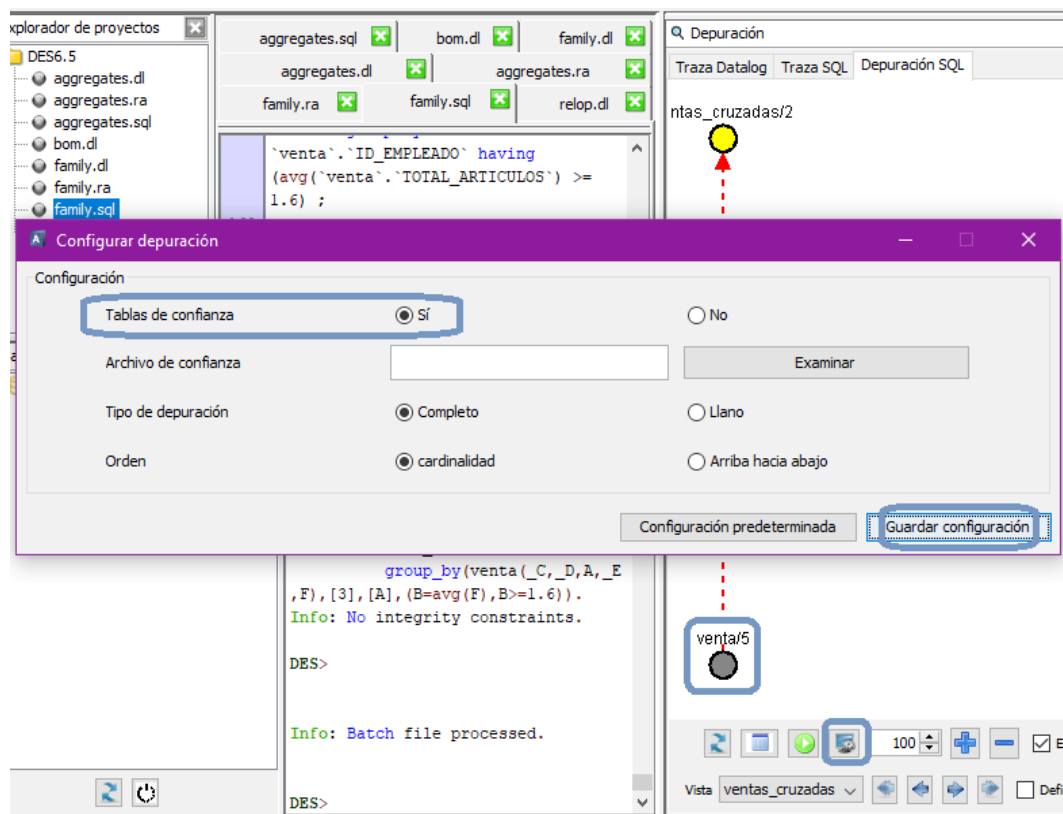 xplorador de proyectos
DES6.5
aggregates.dl
aggregates.ra
aggregates.sql
bom.dl
family.dl
family.ra
family.sql
aggregates.sql
bom.dl
family.dl
aggregates.dl
aggregates.ra
family.ra
family.sql
relop.dl
`venta`.`ID_EMPLEADO` having
(avg(`venta`.`TOTAL_ARTICULOS`) >=
1.6) ;
Depuración
Traza Datalog
Traza SQL
Depuración SQL
ntas_cruzadas/2
Configurar depuración
Configuración
Tablas de confianza
Sí
No
Archivo de confianza
Examinar
Tipo de depuración
Completo
Llano
Orden
cardinalidad
Arriba hacia abajo
Configuración predeterminada
Guardar configuración
group_by(venta(_C,_D,A,_E
,F),[3],[A],(B=avg(F),B>=1.6)).
Info: No integrity constraints.
DES>
Info: Batch file processed.
DES>
venta/5
100
E
Vista
ventas_cruzadas
Defi